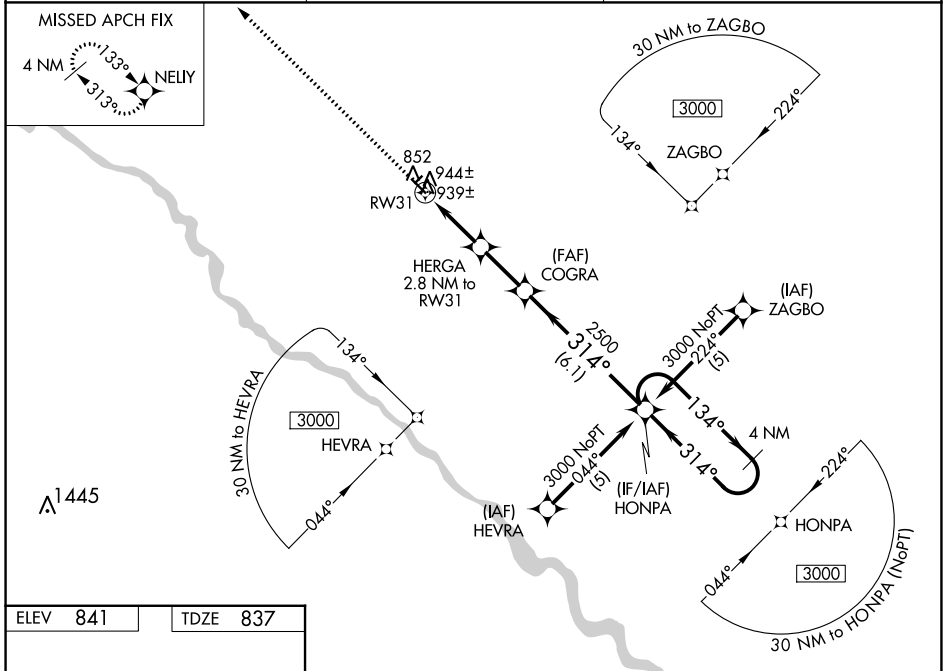 MISSED APCH FIX
4 NM
133°
313°
NELIY
30 NM to ZAGBO
3000
134°
224°
ZAGBO
852
944±
939±
RW31
HERGA
2.8 NM to
RW31
(FAF)
COGRA
(IAF)
ZAGBO
3000 NoPT
224°
(5)
2500
314°
(6.1)
134°
4 NM
314°
3000 NoPT
044°
(5)
(IF/IAF)
HONPA
(IAF)
HEVRA
30 NM to HEVRA
134°
3000
HEVRA
044°
1445
224°
HONPA
044°
3000
30 NM to HONPA (NoPT)
ELEV 841
TDZE 837